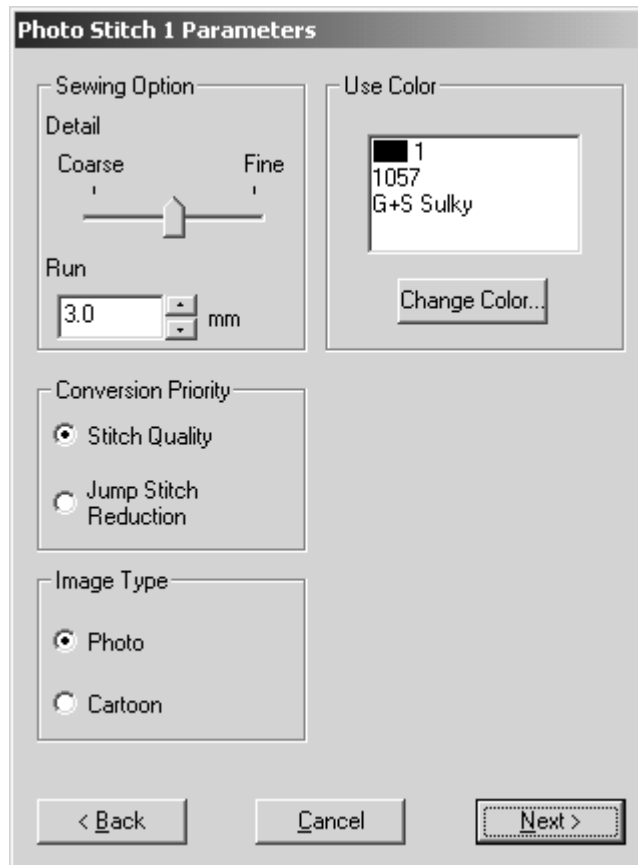 Photo Stitch 1 Parameters
Sewing Option
Detail
Coarse Fine
Run
3.0 mm
Use Color
1
1057
G+S Sulky
Change Color...
Conversion Priority
Stitch Quality
Jump Stitch
Reduction
Image Type
Photo
Cartoon
< Back Cancel Next >